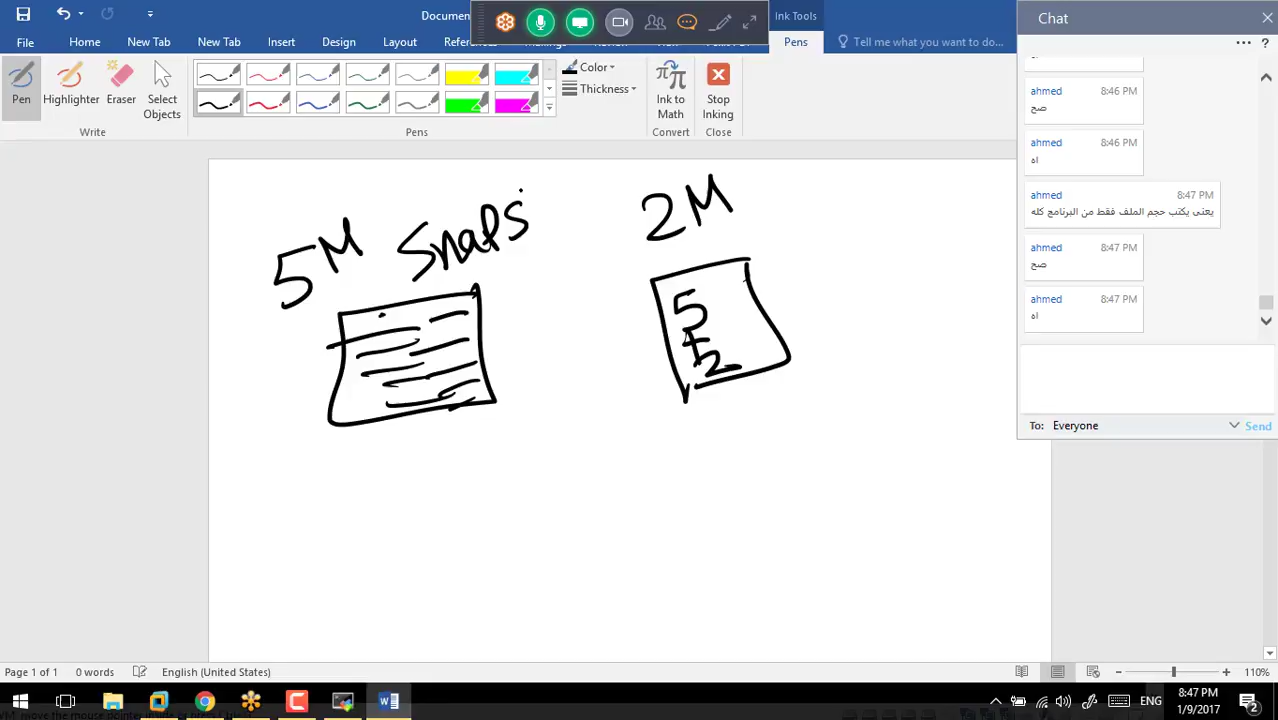 Documen
Ink Tools
File
Home
New Tab
New Tab
Insert
Design
Layout
Pens
Tell me what you want to do...
Pen
Highlighter
Eraser
Select Objects
Color
Thickness
Ink to Math
Stop Inking
Write
Pens
Convert
Close
5M Snaps
2M
5
+
2
Chat
ahmed 8:46 PM
صح
ahmed 8:46 PM
اه
ahmed 8:47 PM
يعنى يكتب حجم الملف فقط من البرنامج كله
ahmed 8:47 PM
صح
ahmed 8:47 PM
اه
To: Everyone
Send
Page 1 of 1
0 words
English (United States)
110%
ENG
8:47 PM
1/9/2017
2